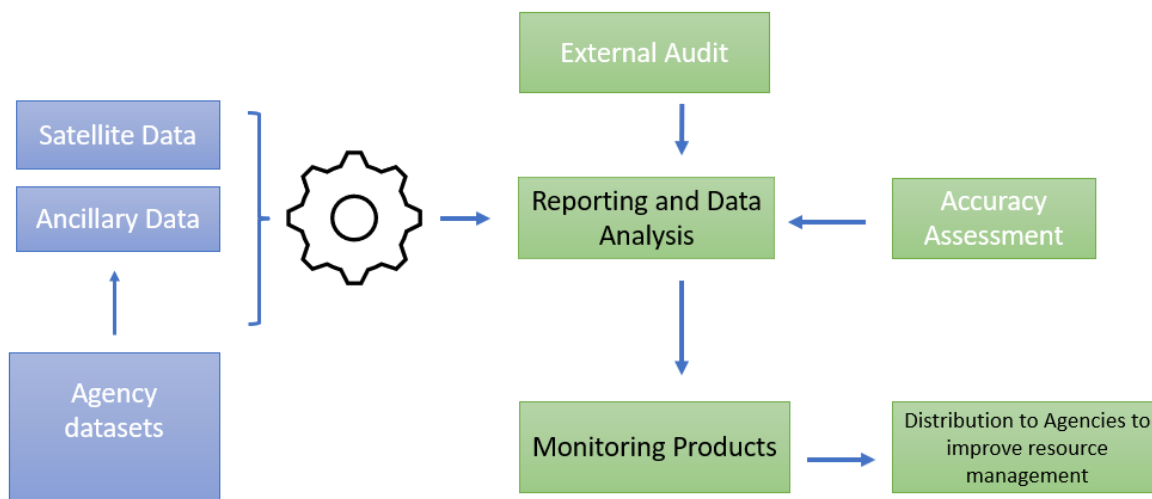 External Audit
Satellite Data
Ancillary Data
Reporting and Data
Analysis
Accuracy
Assessment
Agency
datasets
Monitoring Products
Distribution to Agencies to
improve resource
management